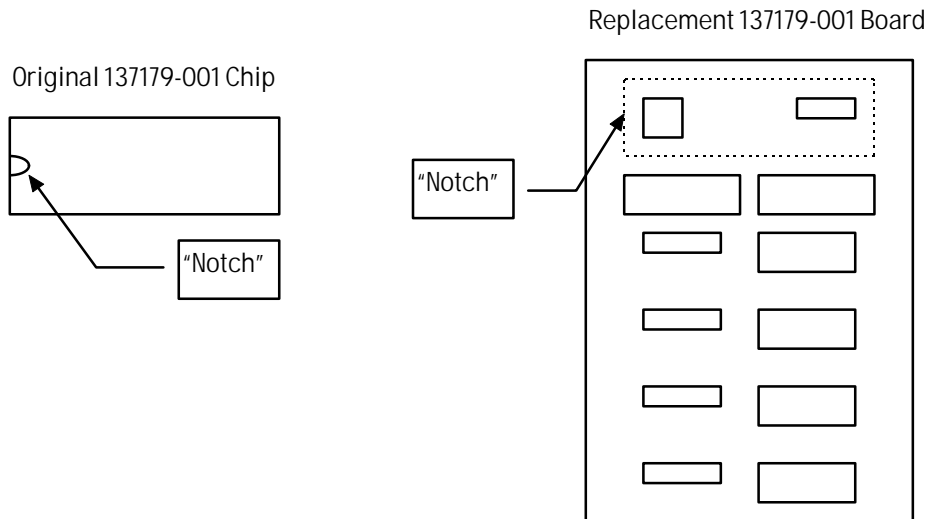 Replacement 137179-001 Board
Original 137179-001 Chip
"Notch"
"Notch"